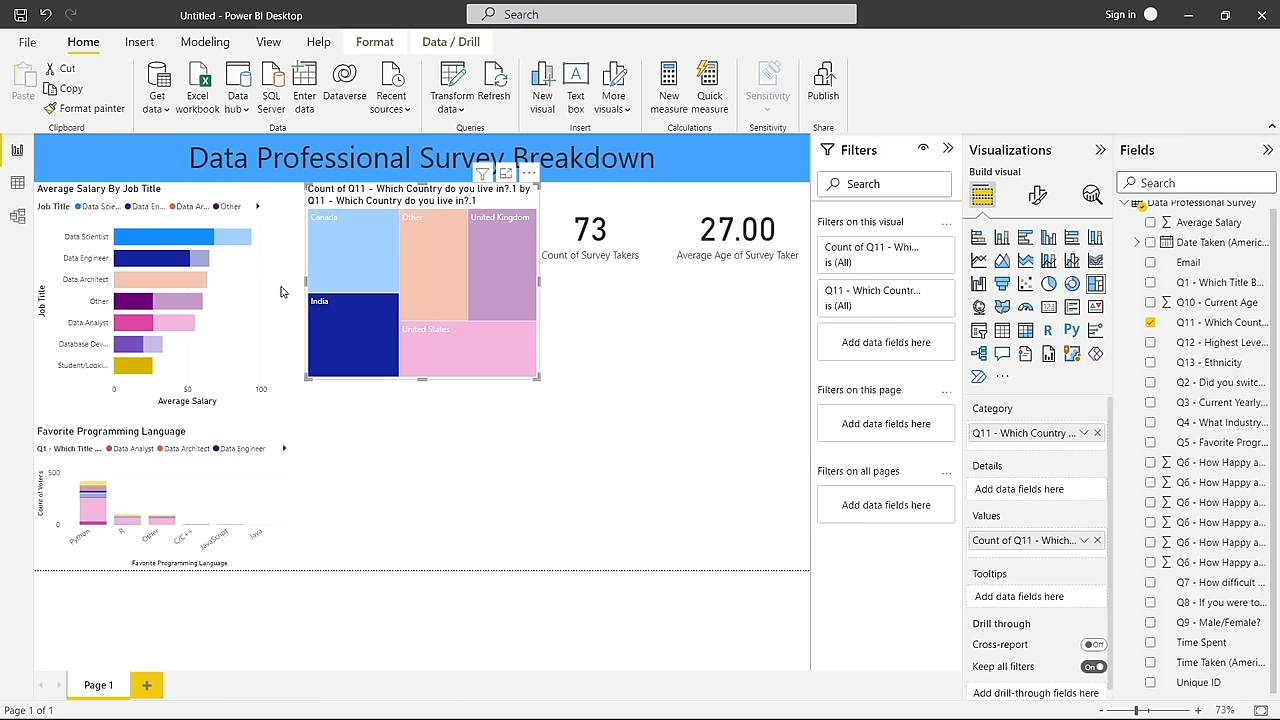 Untitled - Power BI Desktop
Search
Sign in
File
Home
Insert
Modeling
View
Help
Format
Data / Drill
Paste
Cut
Copy
Format painter
Clipboard
Get data
Excel workbook
Data hub
SQL Server
Enter data
Dataverse
Recent sources
Data
Transform data
Refresh
Queries
New visual
Text box
More visuals
Insert
New measure
Quick measure
Calculations
Sensitivity
Sensitivity
Publish
Share
Data Professional Survey Breakdown
Average Salary By Job Title
Job Title Data Scie... Data En... Data Ar... Other
Job Title
Data Scientist
Data Engineer
Data Architect
Other
Data Analyst
Database Dev...
Student/Looki...
0 50 100
Average Salary
Count of Q11 - Which Country do you live in?.1 by
Q11 - Which Country do you live in?.1
Canada
Other
United Kingdom
India
United States
73
Count of Survey Takers
27.00
Average Age of Survey Taker
Favorite Programming Language
Q1 - Which Title ... Data Analyst Data Architect Data Engineer
Count of Voters
500
0
Python
R
Other
C/C++
JavaScript
Java
Favorite Programming Language
Filters
Search
Filters on this visual ...
Count of Q11 - Whi...
is (All)
Q11 - Which Countr...
is (All)
Add data fields here
Filters on this page ...
Add data fields here
Filters on all pages ...
Add data fields here
Visualizations
Build visual
R
Py
123
...
Category
Q11 - Which Country ...
Details
Add data fields here
Values
Count of Q11 - Which...
Tooltips
Add data fields here
Drill through
Cross-report
Off
Keep all filters
On
Add drill-through fields here
Fields
Search
Data Professional Survey
Average Salary
Date Taken (Americ...
Email
Q1 - Which Title B...
Q10 - Current Age
Q11 - Which Count...
Q12 - Highest Leve...
Q13 - Ethnicity
Q2 - Did you switc...
Q3 - Current Yearly...
Q4 - What Industry...
Q5 - Favorite Progr...
Q6 - How Happy a...
Q6 - How Happy a...
Q6 - How Happy a...
Q6 - How Happy a...
Q6 - How Happy a...
Q6 - How Happy a...
Q7 - How difficult ...
Q8 - If you were to...
Q9 - Male/Female?
Time Spent
Time Taken (Ameri...
Unique ID
Page 1
Page 1 of 1
73%